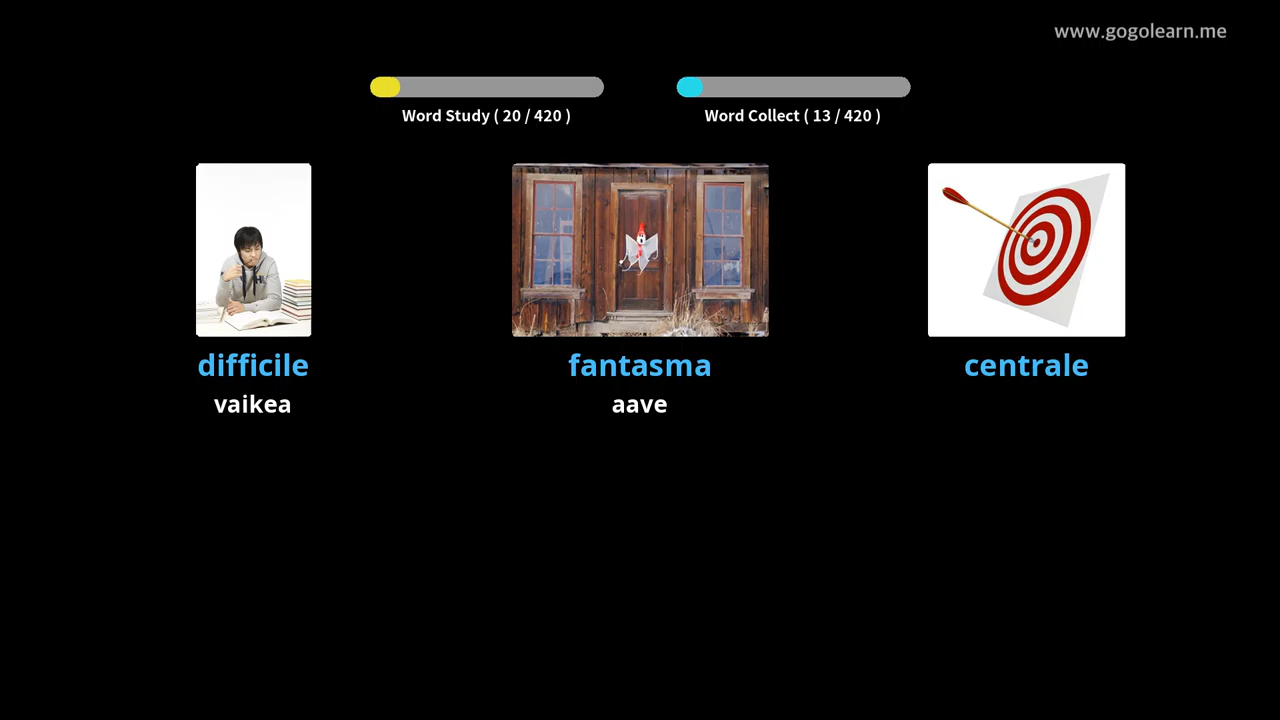 www.gogolearn.me
Word Study ( 20 / 420 )
Word Collect ( 13 / 420 )
difficile
vaikea
fantasma
aave
centrale